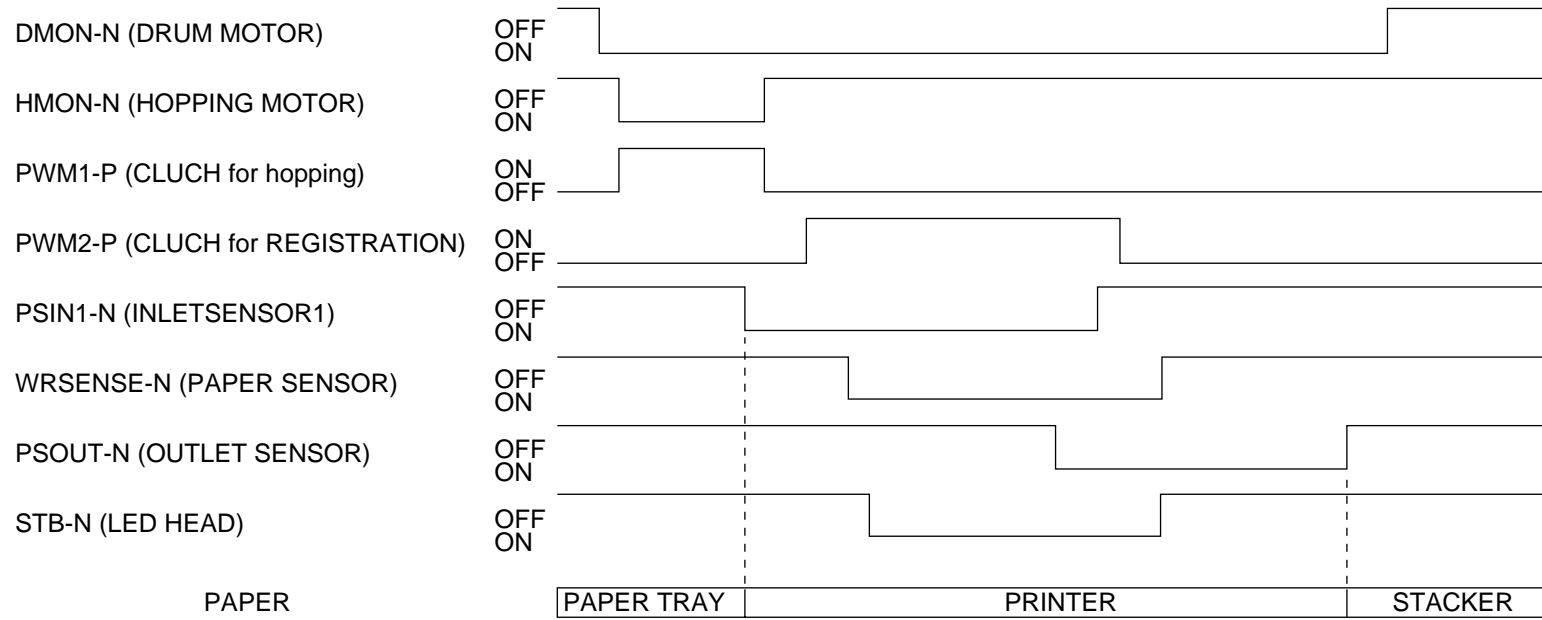 DMON-N (DRUM MOTOR) OFF
ON
HMON-N (HOPPING MOTOR) OFF
ON
PWM1-P (CLUCH for hopping) ON
OFF
PWM2-P (CLUCH for REGISTRATION) ON
OFF
PSIN1-N (INLETSENSOR1) OFF
ON
WRSENSE-N (PAPER SENSOR) OFF
ON
PSOUT-N (OUTLET SENSOR) OFF
ON
STB-N (LED HEAD) OFF
ON
PAPER PAPER TRAY PRINTER STACKER